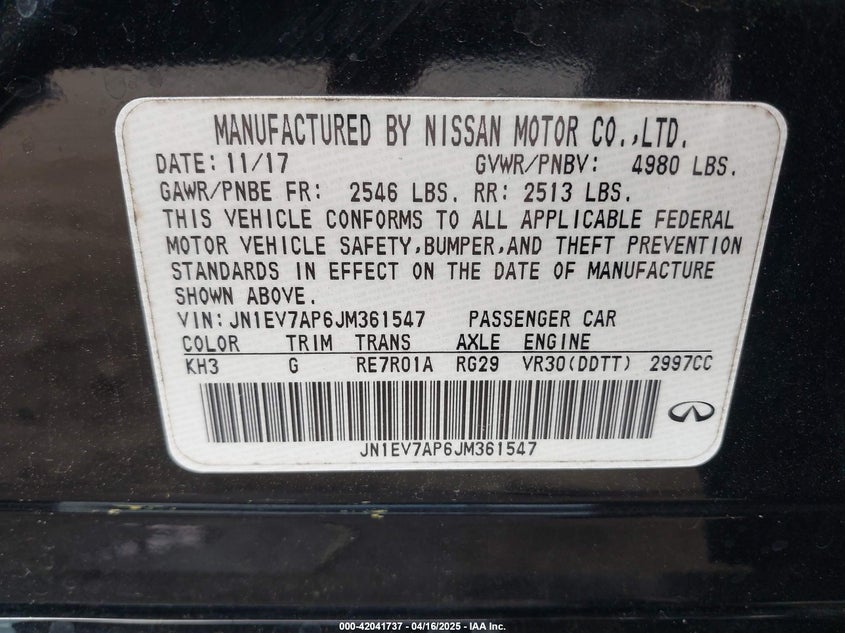 MANUFACTURED BY NISSAN MOTOR CO.,LTD.
DATE: 11/17 GVWR/PNBV: 4980 LBS.
GAWR/PNBE FR: 2546 LBS. RR: 2513 LBS.
THIS VEHICLE CONFORMS TO ALL APPLICABLE FEDERAL
MOTOR VEHICLE SAFETY,BUMPER,AND THEFT PREVENTION
STANDARDS IN EFFECT ON THE DATE OF MANUFACTURE
SHOWN ABOVE.
VIN: JN1EV7AP6JM361547 PASSENGER CAR
COLOR TRIM TRANS AXLE ENGINE
KH3 G RE7R01A RG29 VR30(DDTT) 2997CC
JN1EV7AP6JM361547
000-42041737 - 04/16/2025 - IAA Inc.